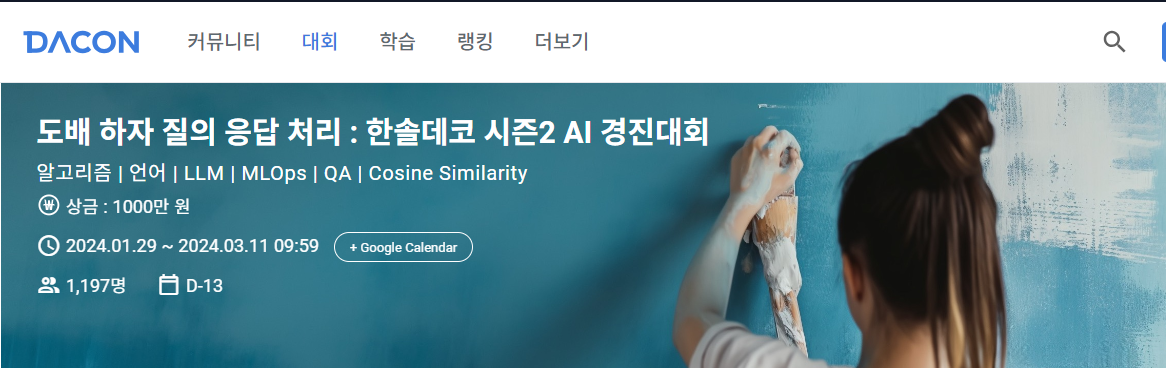 DACON 커뮤니티 대회 학습 랭킹 더보기
도배 하자 질의 응답 처리 : 한솔데코 시즌2 AI 경진대회
알고리즘 | 언어 | LLM | MLOps | QA | Cosine Similarity
상금 : 1000만 원
2024.01.29 ~ 2024.03.11 09:59 + Google Calendar
1,197명 D-13